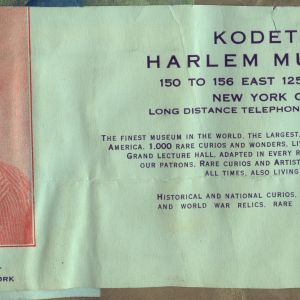 KODET
HARLEM MU
150 TO 156 EAST 125
NEW YORK C
LONG DISTANCE TELEPHON
THE FINEST MUSEUM IN THE WORLD, THE LARGEST,
AMERICA. 1,000 RARE CURIOS AND WONDERS, LI
GRAND LECTURE HALL, ADAPTED IN EVERY R
OUR PATRONS. RARE CURIOS AND ARTIST
ALL TIMES, ALSO LIVING
HISTORICAL AND NATIONAL CURIOS,
AND WORLD WAR RELICS, RARE
ORK